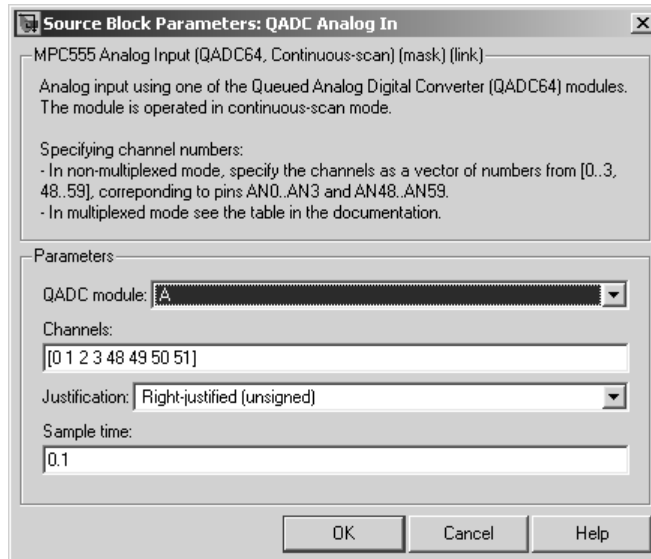 Source Block Parameters: QADC Analog In
MPC555 Analog Input (QADC64, Continuous-scan) (mask) (link)
Analog input using one of the Queued Analog Digital Converter (QADC64) modules.
The module is operated in continuous-scan mode.
Specifying channel numbers:
- In non-multiplexed mode, specify the channels as a vector of numbers from [0..3,
48..59], correponding to pins AN0..AN3 and AN48..AN59.
- In multiplexed mode see the table in the documentation.
Parameters
QADC module: A
Channels:
[0 1 2 3 48 49 50 51]
Justification: Right-justified (unsigned)
Sample time:
0.1
OK Cancel Help